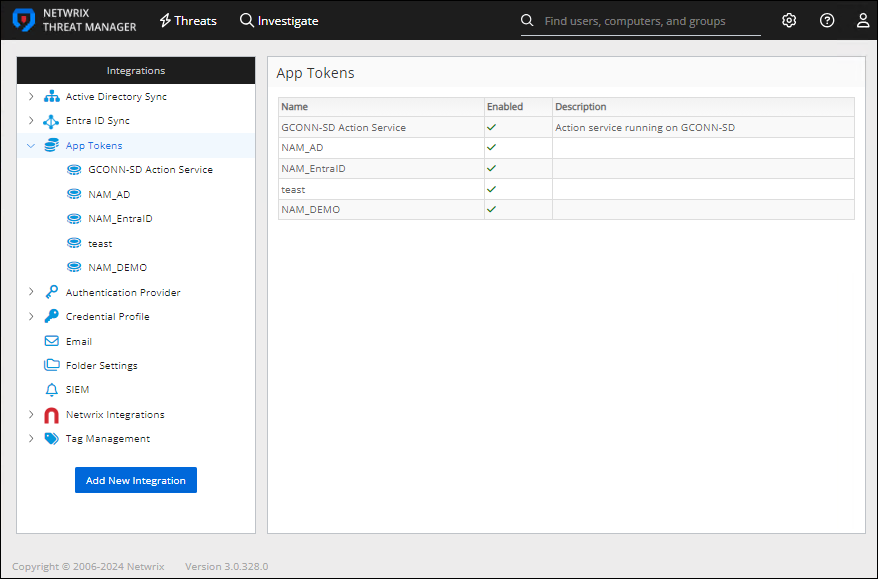 NETWRIX
THREAT MANAGER
Threats
Investigate
Find users, computers, and groups
Integrations
Active Directory Sync
Entra ID Sync
App Tokens
GCONN-SD Action Service
NAM_AD
NAM_EntraID
teast
NAM_DEMO
Authentication Provider
Credential Profile
Email
Folder Settings
SIEM
Netwrix Integrations
Tag Management
Add New Integration
App Tokens
Name Enabled Description
GCONN-SD Action Service Action service running on GCONN-SD
NAM_AD
NAM_EntraID
teast
NAM_DEMO
Copyright © 2006-2024 Netwrix Version 3.0.328.0